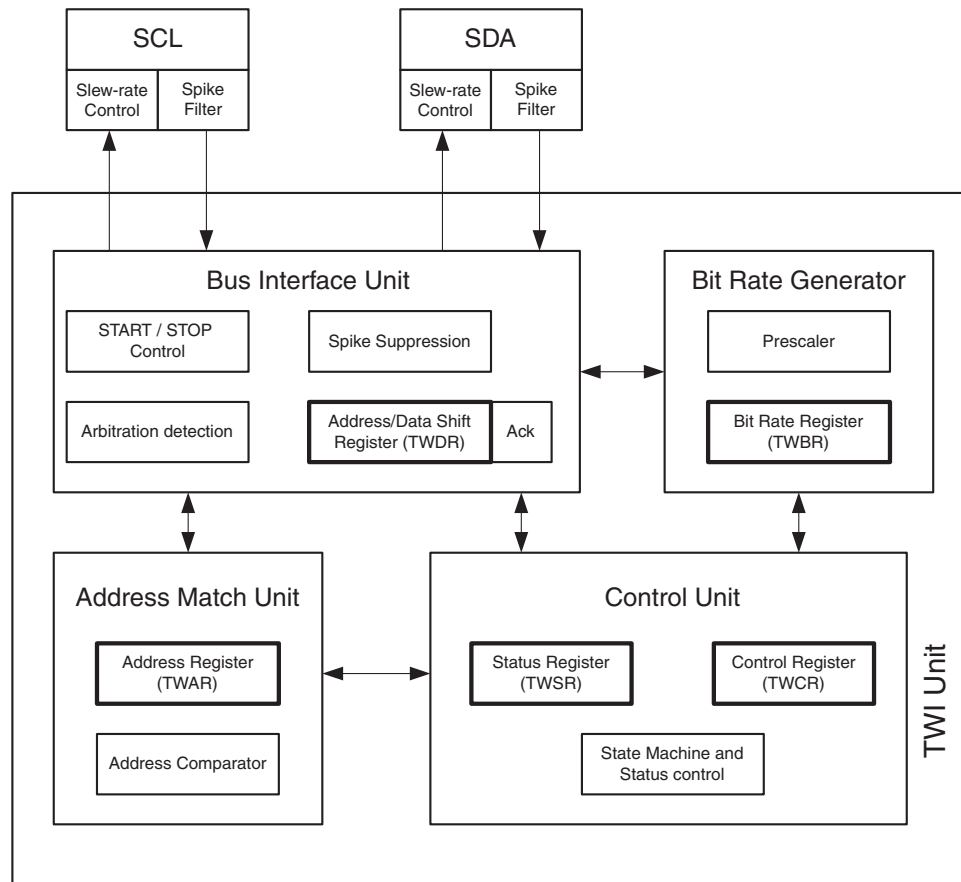 SCL
Slew-rate
Control
Spike
Filter
SDA
Slew-rate
Control
Spike
Filter
Bus Interface Unit
START / STOP
Control
Spike Suppression
Arbitration detection
Address/Data Shift
Register (TWDR)
Ack
Bit Rate Generator
Prescaler
Bit Rate Register
(TWBR)
Address Match Unit
Address Register
(TWAR)
Address Comparator
Control Unit
Status Register
(TWSR)
Control Register
(TWCR)
State Machine and
Status control
TWI Unit